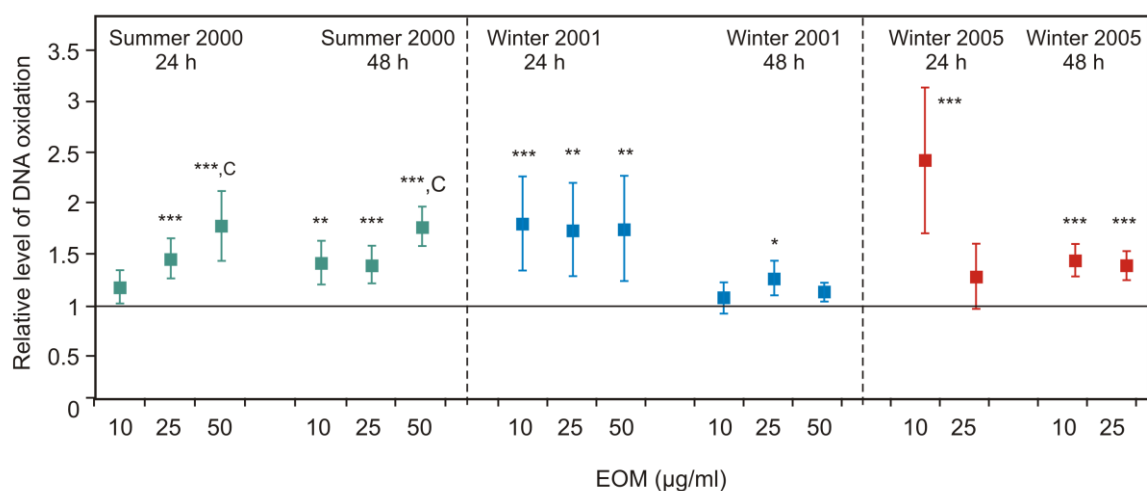 Relative level of DNA oxidation
3.5
3
2.5
2
1.5
1
0.5
0
Summer 2000
24 h
Summer 2000
48 h
Winter 2001
24 h
Winter 2001
48 h
Winter 2005
24 h
Winter 2005
48 h
***
***,C
**
***
***,C
***
**
**
*
***
***
***
10 25 50 10 25 50 10 25 50 10 25 50 10 25 10 25
EOM (µg/ml)